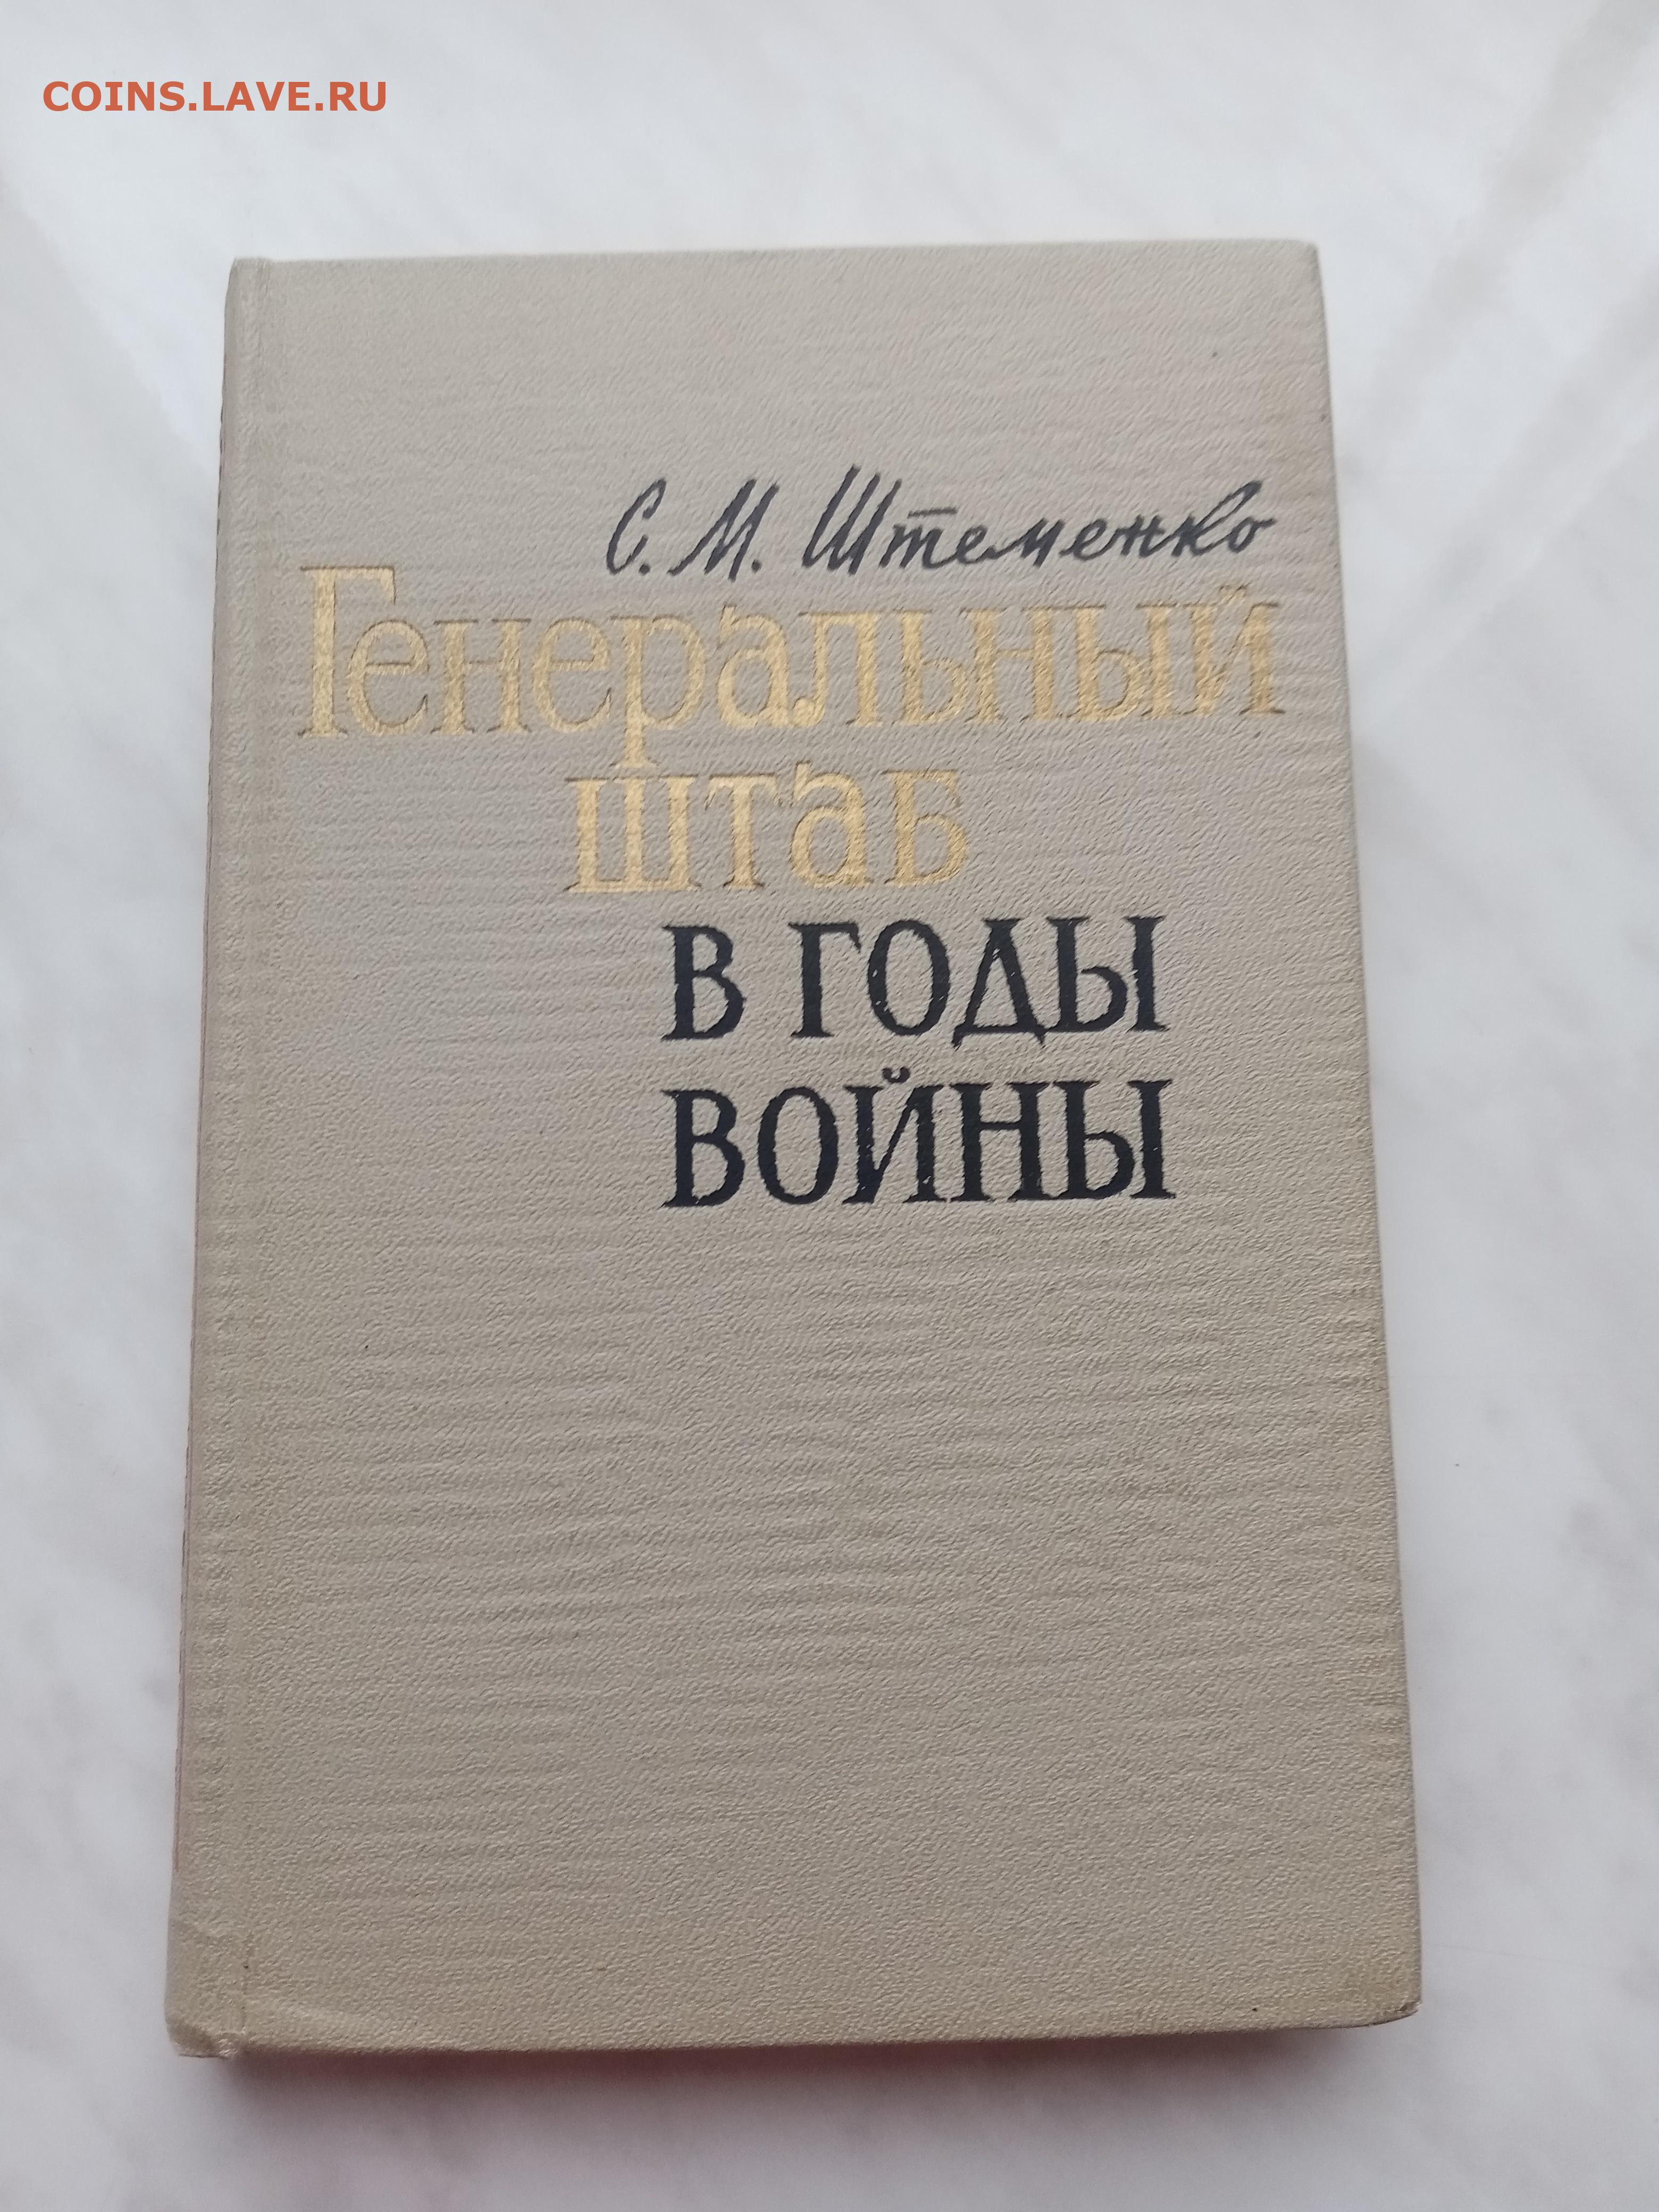 COINS.LAVE.RU
С. М. Штеменко
Генеральный
штаб
в годы
войны